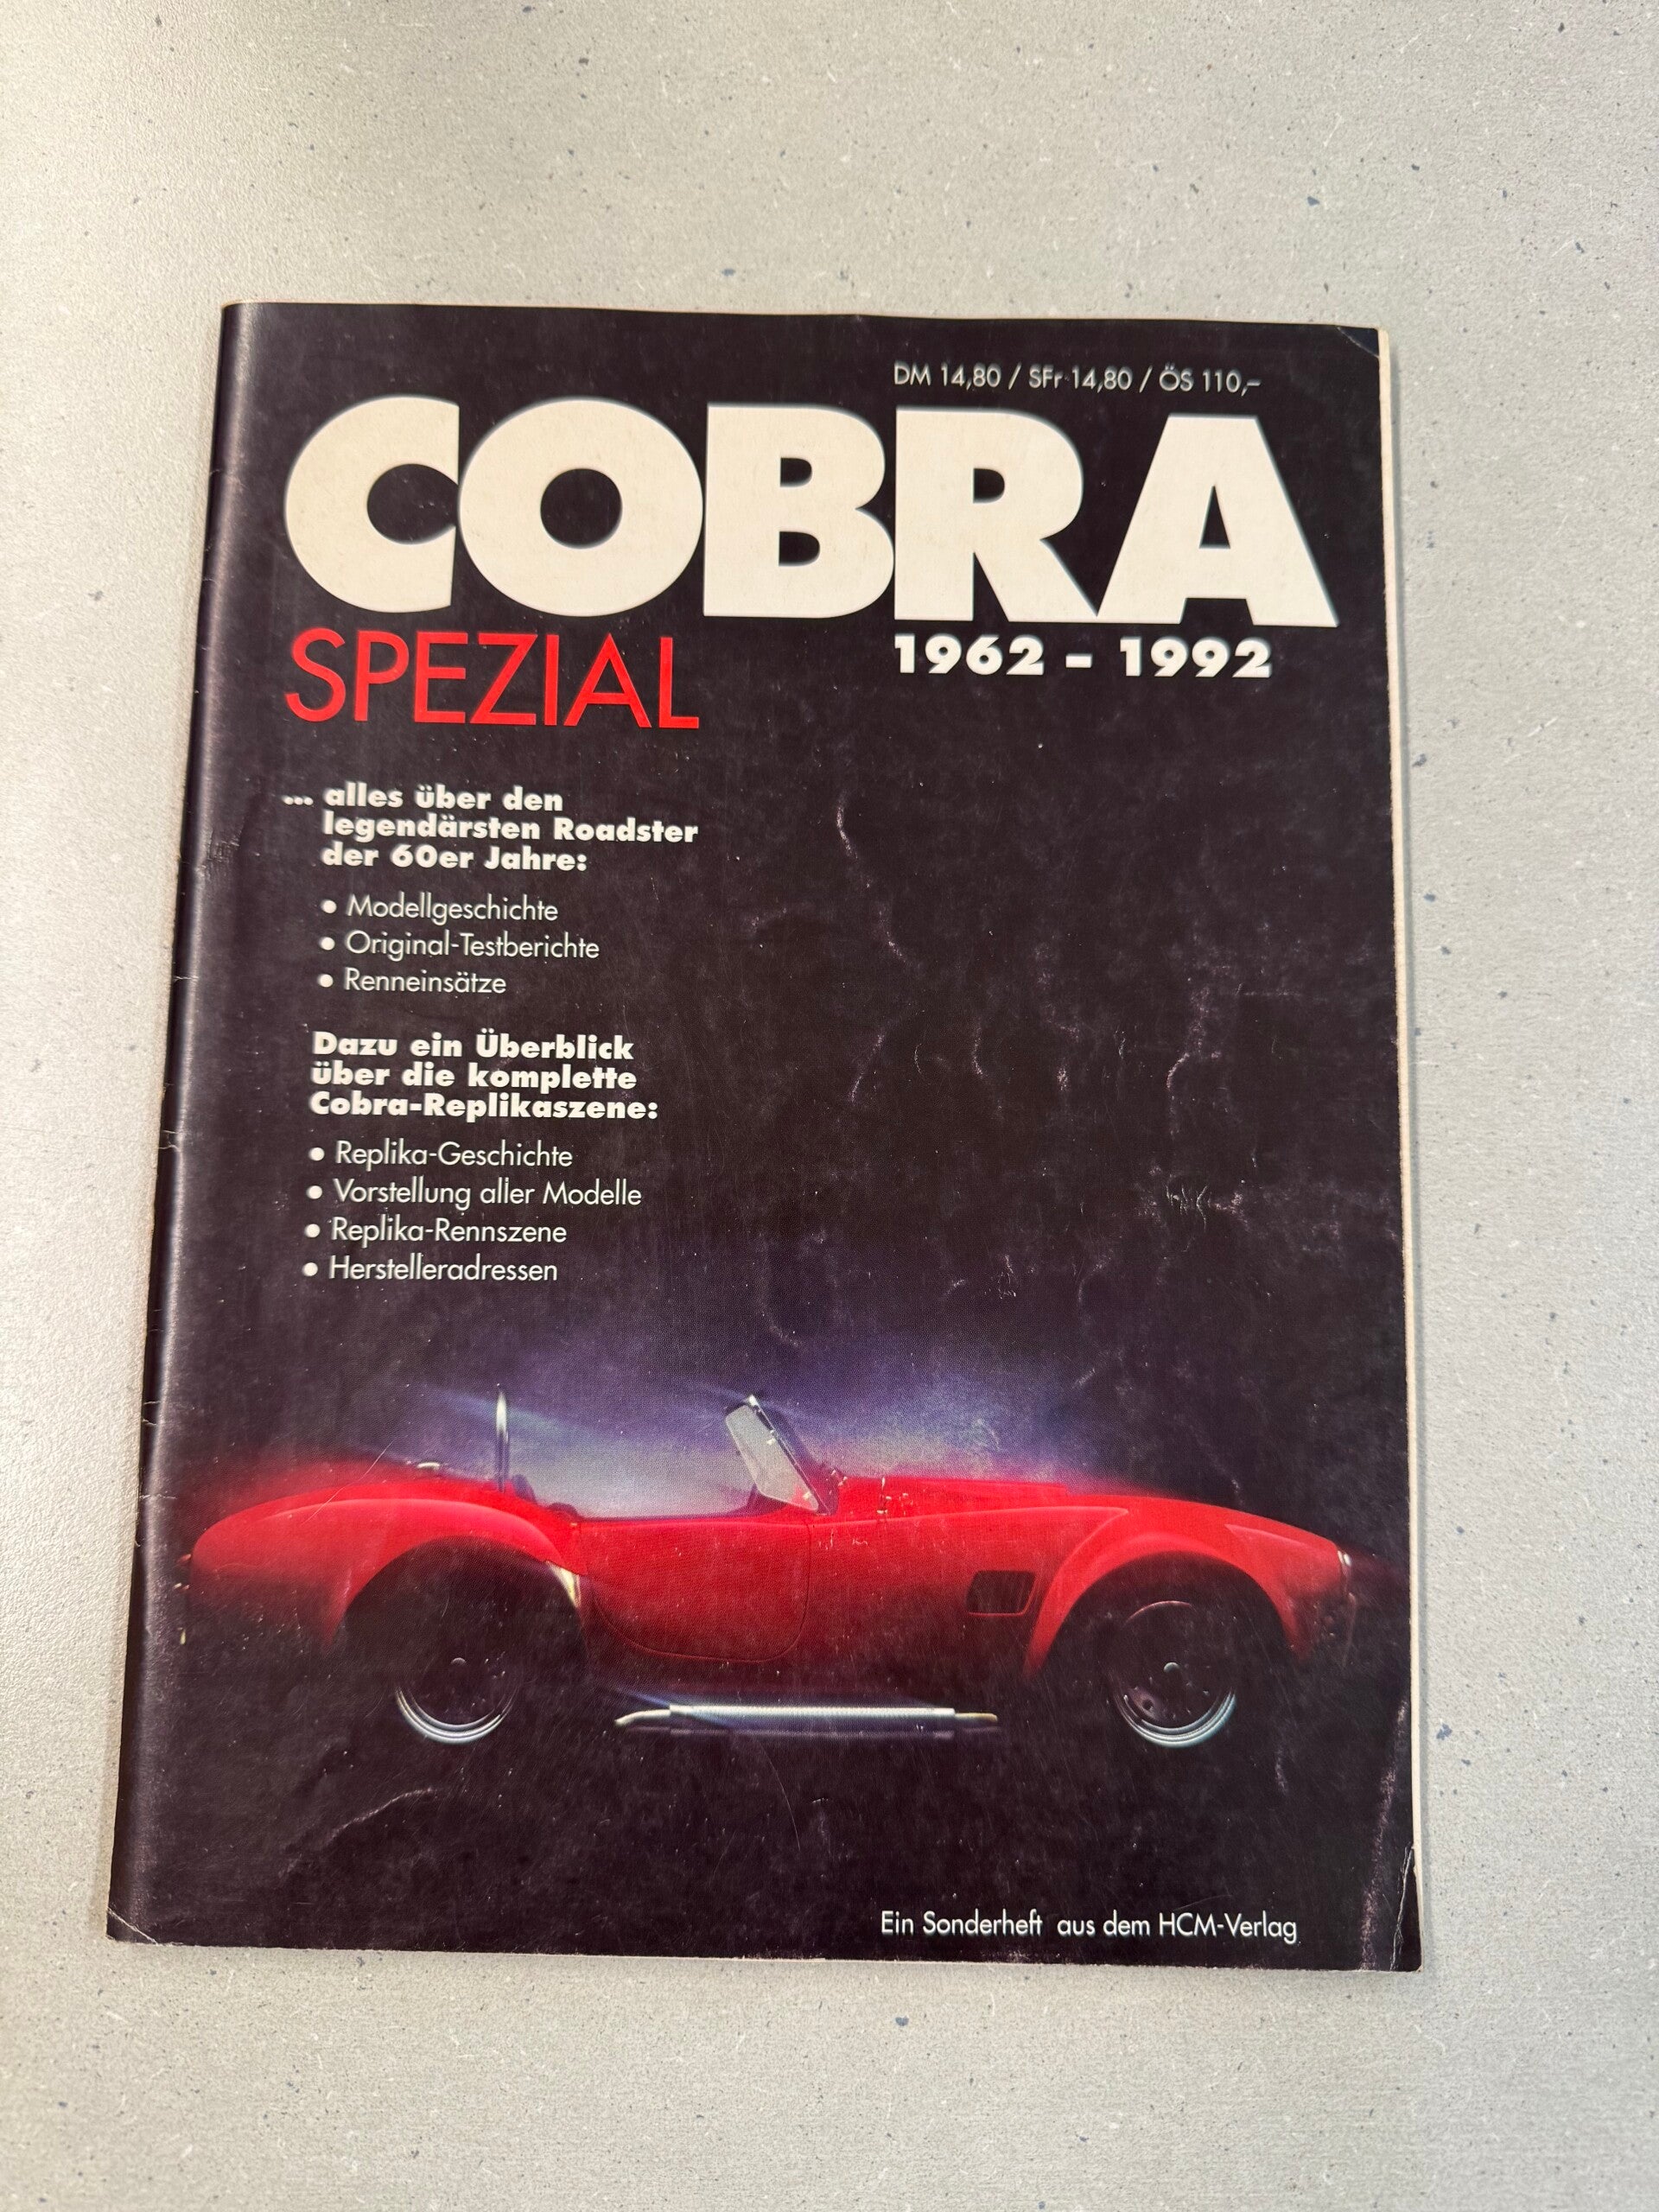 DM 14,80 / SFr 14,80 / ÖS 110,–
COBRA
SPEZIAL
1962 – 1992
... alles über den
legendärsten Roadster
der 60er Jahre:
• Modellgeschichte
• Original-Testberichte
• Renneinsätze
Dazu ein Überblick
über die komplette
Cobra-Replikaszene:
• Replika-Geschichte
• Vorstellung aller Modelle
• Replika-Rennszene
• Herstelleradressen
Ein Sonderheft aus dem HCM-Verlag